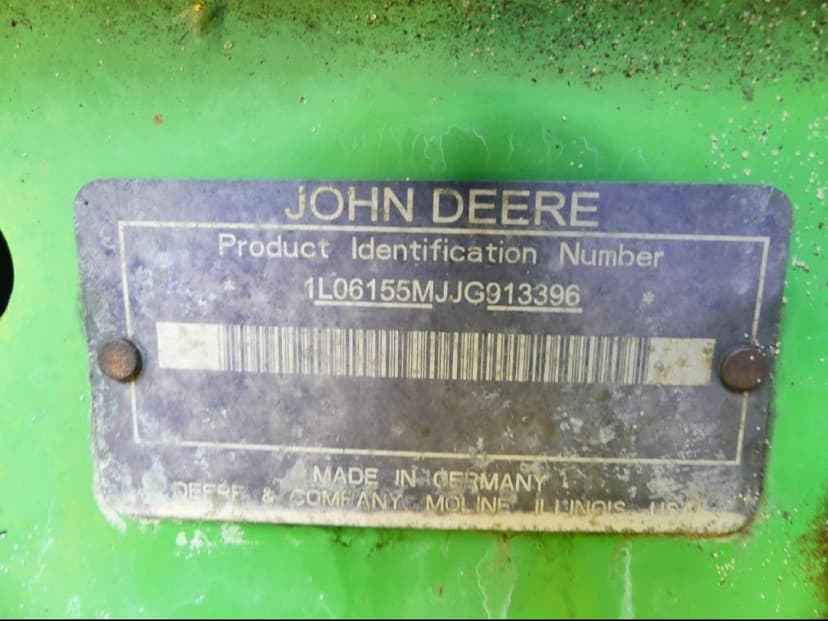 JOHN DEERE
Product Identification Number
* 1L06155MJJG913396 *
MADE IN GERMANY
DEERE & COMPANY MOLINE ILLINOIS USA